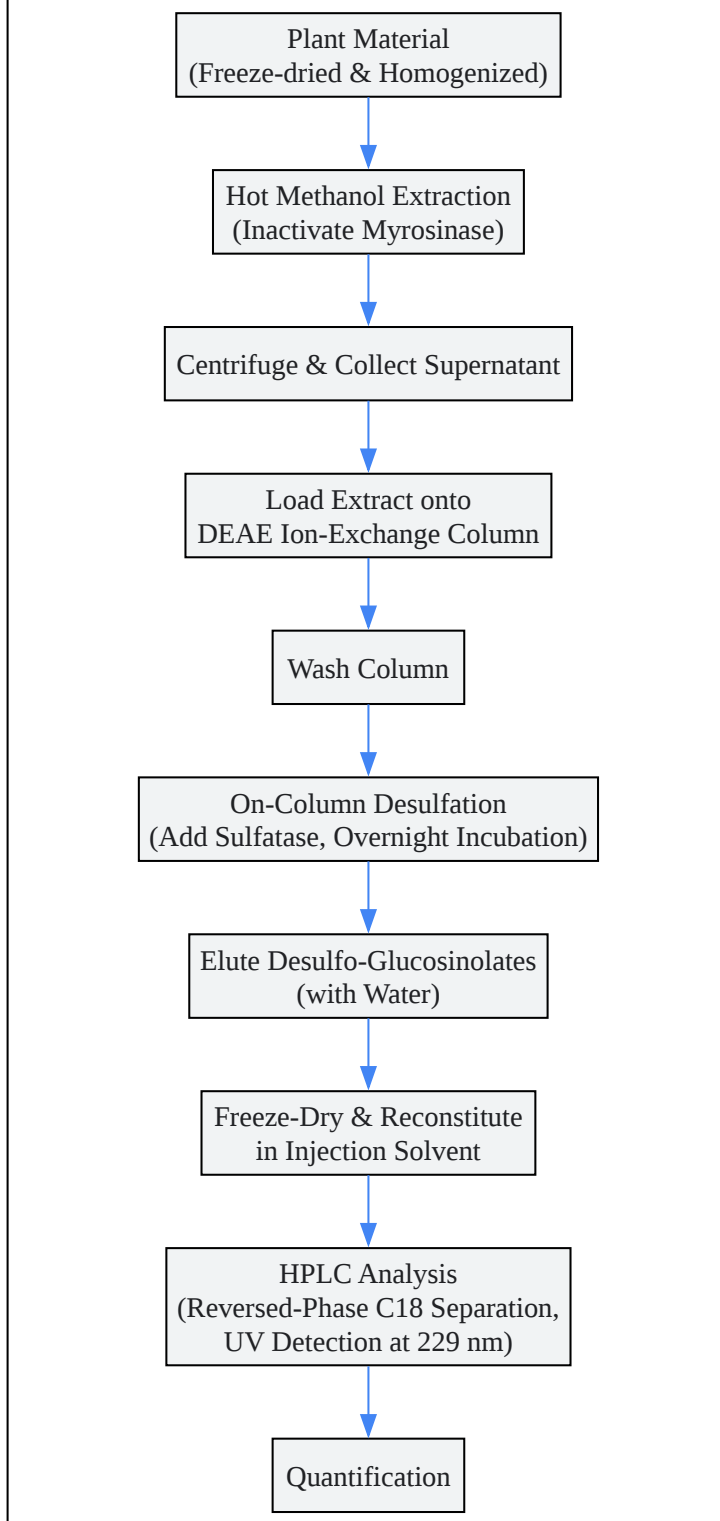 Plant Material
(Freeze-dried & Homogenized)
Hot Methanol Extraction
(Inactivate Myrosinase)
Centrifuge & Collect Supernatant
Load Extract onto
DEAE Ion-Exchange Column
Wash Column
On-Column Desulfation
(Add Sulfatase, Overnight Incubation)
Elute Desulfo-Glucosinolates
(with Water)
Freeze-Dry & Reconstitute
in Injection Solvent
HPLC Analysis
(Reversed-Phase C18 Separation,
UV Detection at 229 nm)
Quantification